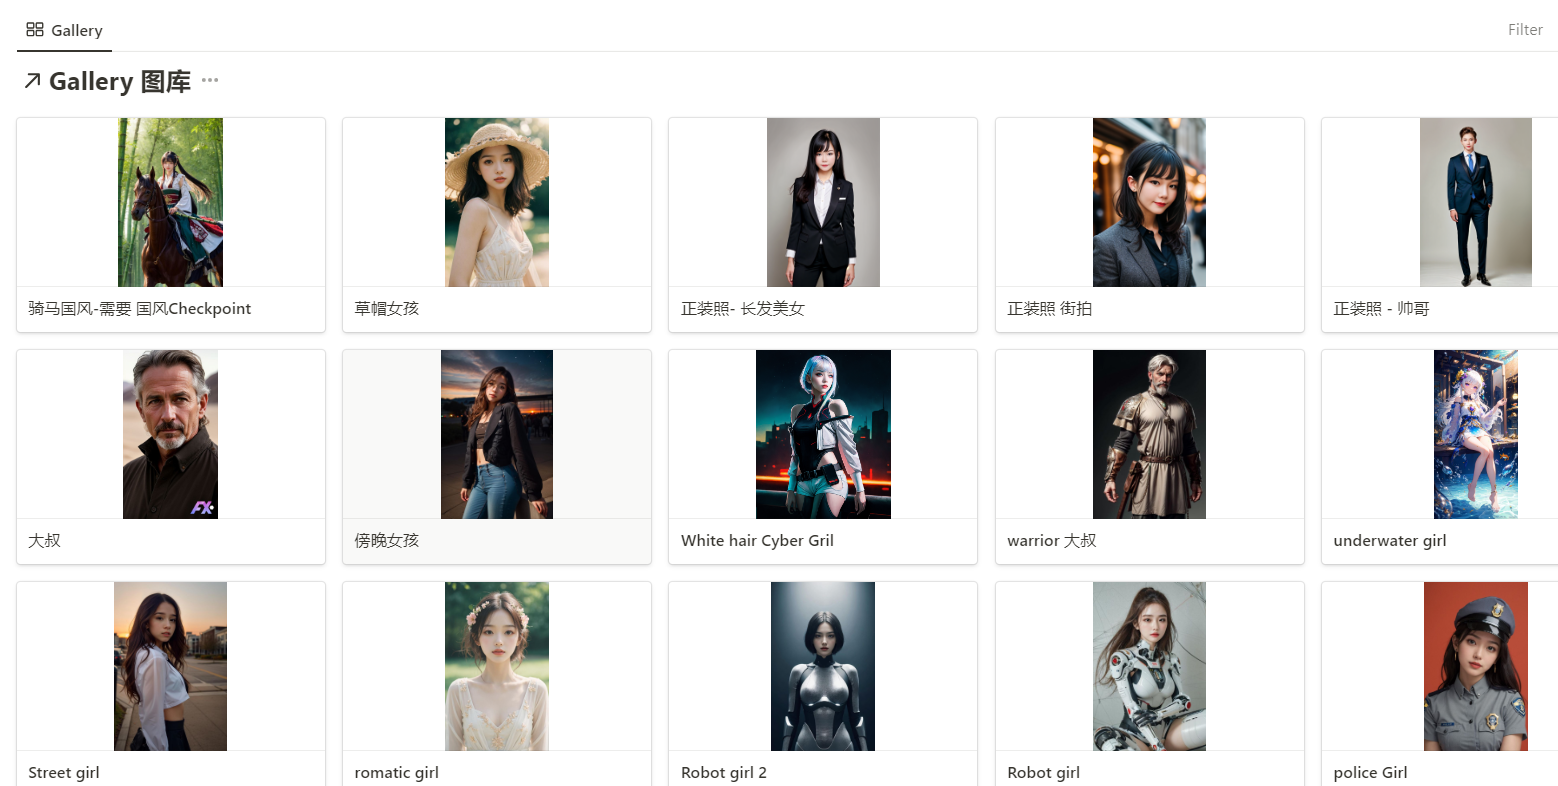 Gallery
Filter
Gallery 图库
骑马国风-需要 国风Checkpoint
草帽女孩
正装照- 长发美女
正装照 街拍
正装照 - 帅哥
FX
大叔
傍晚女孩
White hair Cyber Gril
warrior 大叔
underwater girl
Street girl
romatic girl
Robot girl 2
Robot girl
police Girl